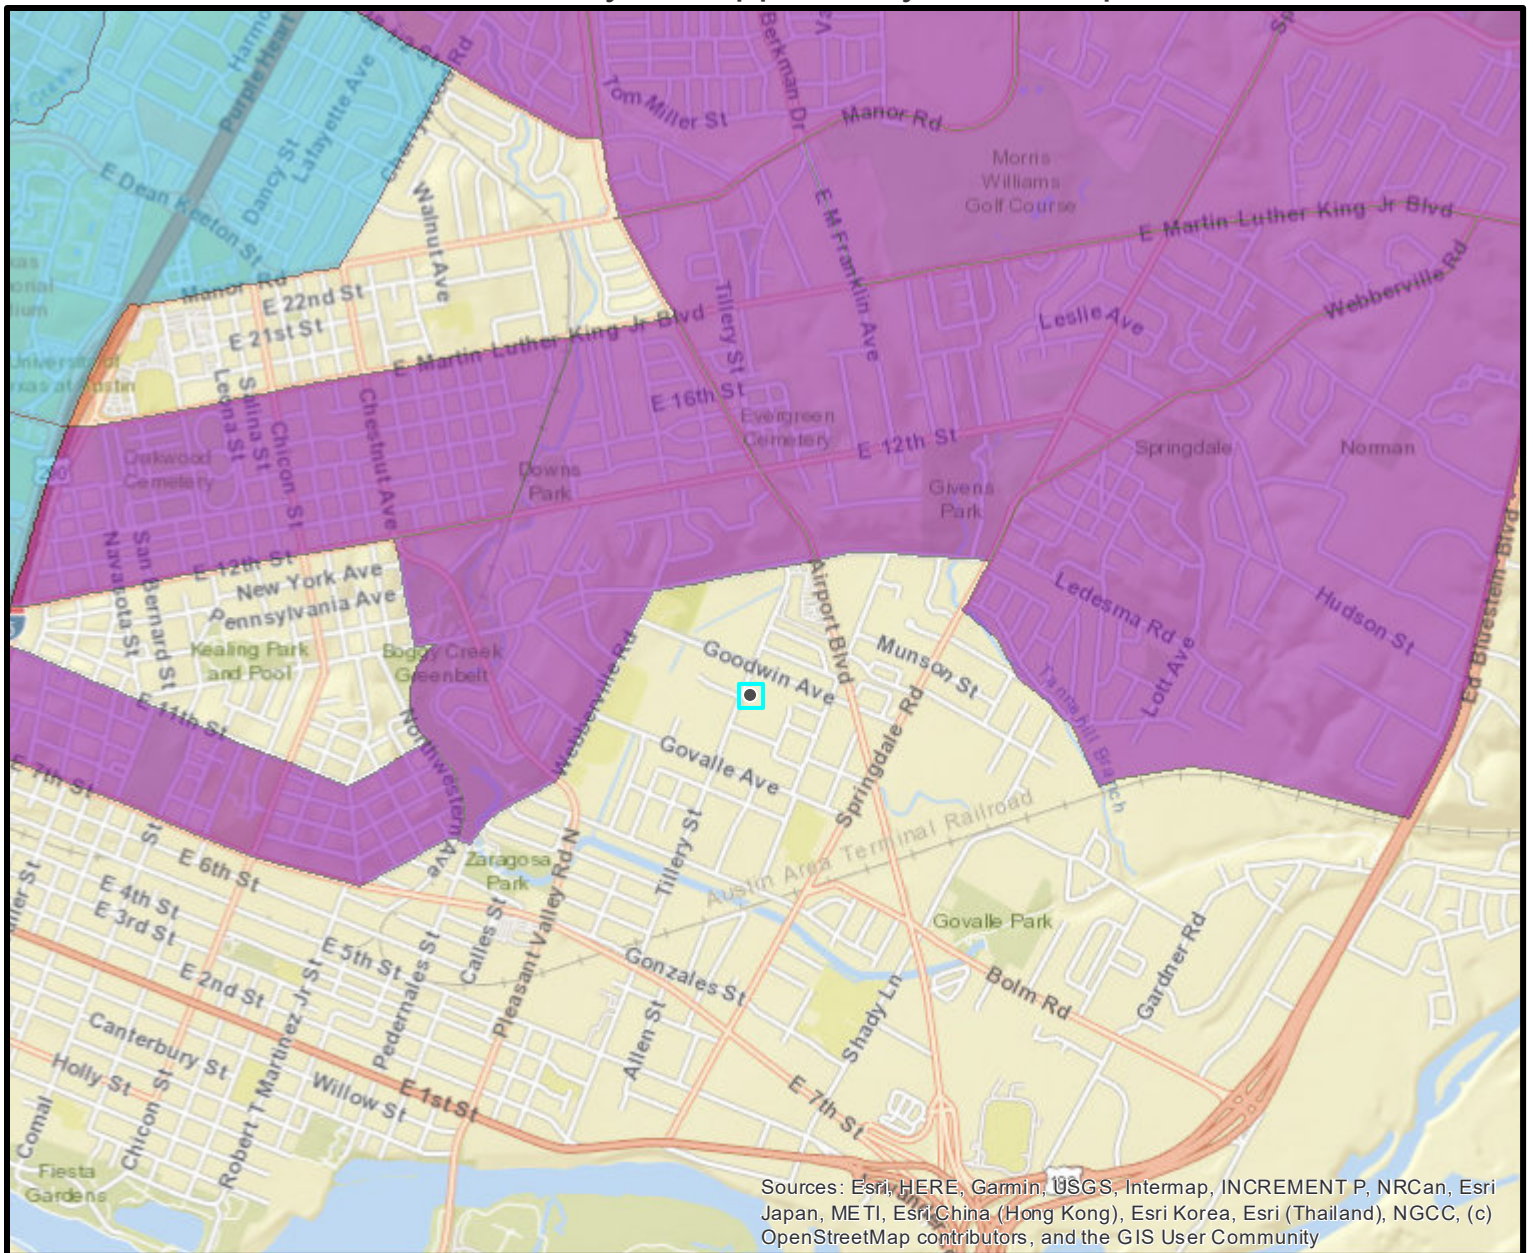 Berkman Dr
Harmo
Purple Heart
Lafayette Ave
Dancy St
E Dean Keeton St
Tom Miller St
Manor Rd
Morris
Williams
Golf Course
Walnut Ave
E M Franklin Ave
E Martin Luther King Jr Blvd
Webberville Rd
Manor Rd
E 22nd St
E 21st St
E Martin Luther King Jr Blvd
Tillery St
Leslie Ave
University of
Leona St
Salina St
Chicon St
Chestnut Ave
E 16th St
Evergreen
Cemetery
E 12th St
Springdale
Norman
Oakwood
Cemetery
Downs
Park
Givens
Park
Navasota St
San Bernard St
E 12th St
New York Ave
Pennsylvania Ave
Kealing Park
and Pool
Boggy Creek
Greenbelt
Webberville Rd
Airport Blvd
Goodwin Ave
Munson St
Springdale Rd
Ledesma Rd
Lott Ave
Hudson St
Tannehill Branch
Ed Bluestein Blvd
E 11th St
E 7th St
Northwestern Ave
Govalle Ave
Tillery St
Austin Area Terminal Railroad
E 6th St
Zaragosa
Park
Pleasant Valley Rd N
Govalle Park
E 4th St
E 3rd St
E 5th St
E 2nd St
Calles St
Pedernales St
Gonzales St
Bolm Rd
Gardner Rd
Shady Ln
Allen St
Canterbury St
Holly St
Chicon St
Robert T Martinez Jr St
Willow St
E 1st St
E 7th St
Comal
Fiesta
Gardens
183
Sources: Esri, HERE, Garmin, USGS, Intermap, INCREMENT P, NRCan, Esri
Japan, METI, Esri China (Hong Kong), Esri Korea, Esri (Thailand), NGCC, (c)
OpenStreetMap contributors, and the GIS User Community